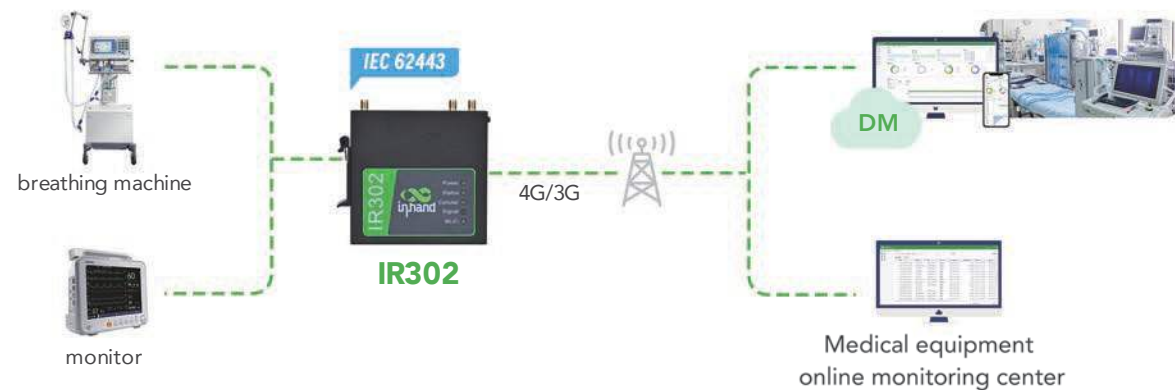 IEC 62443
breathing machine
IR302
inhand
Power
Status
Cellular
Signal
Wi-Fi
IR302
4G/3G
DM
monitor
60
Medical equipment
online monitoring center